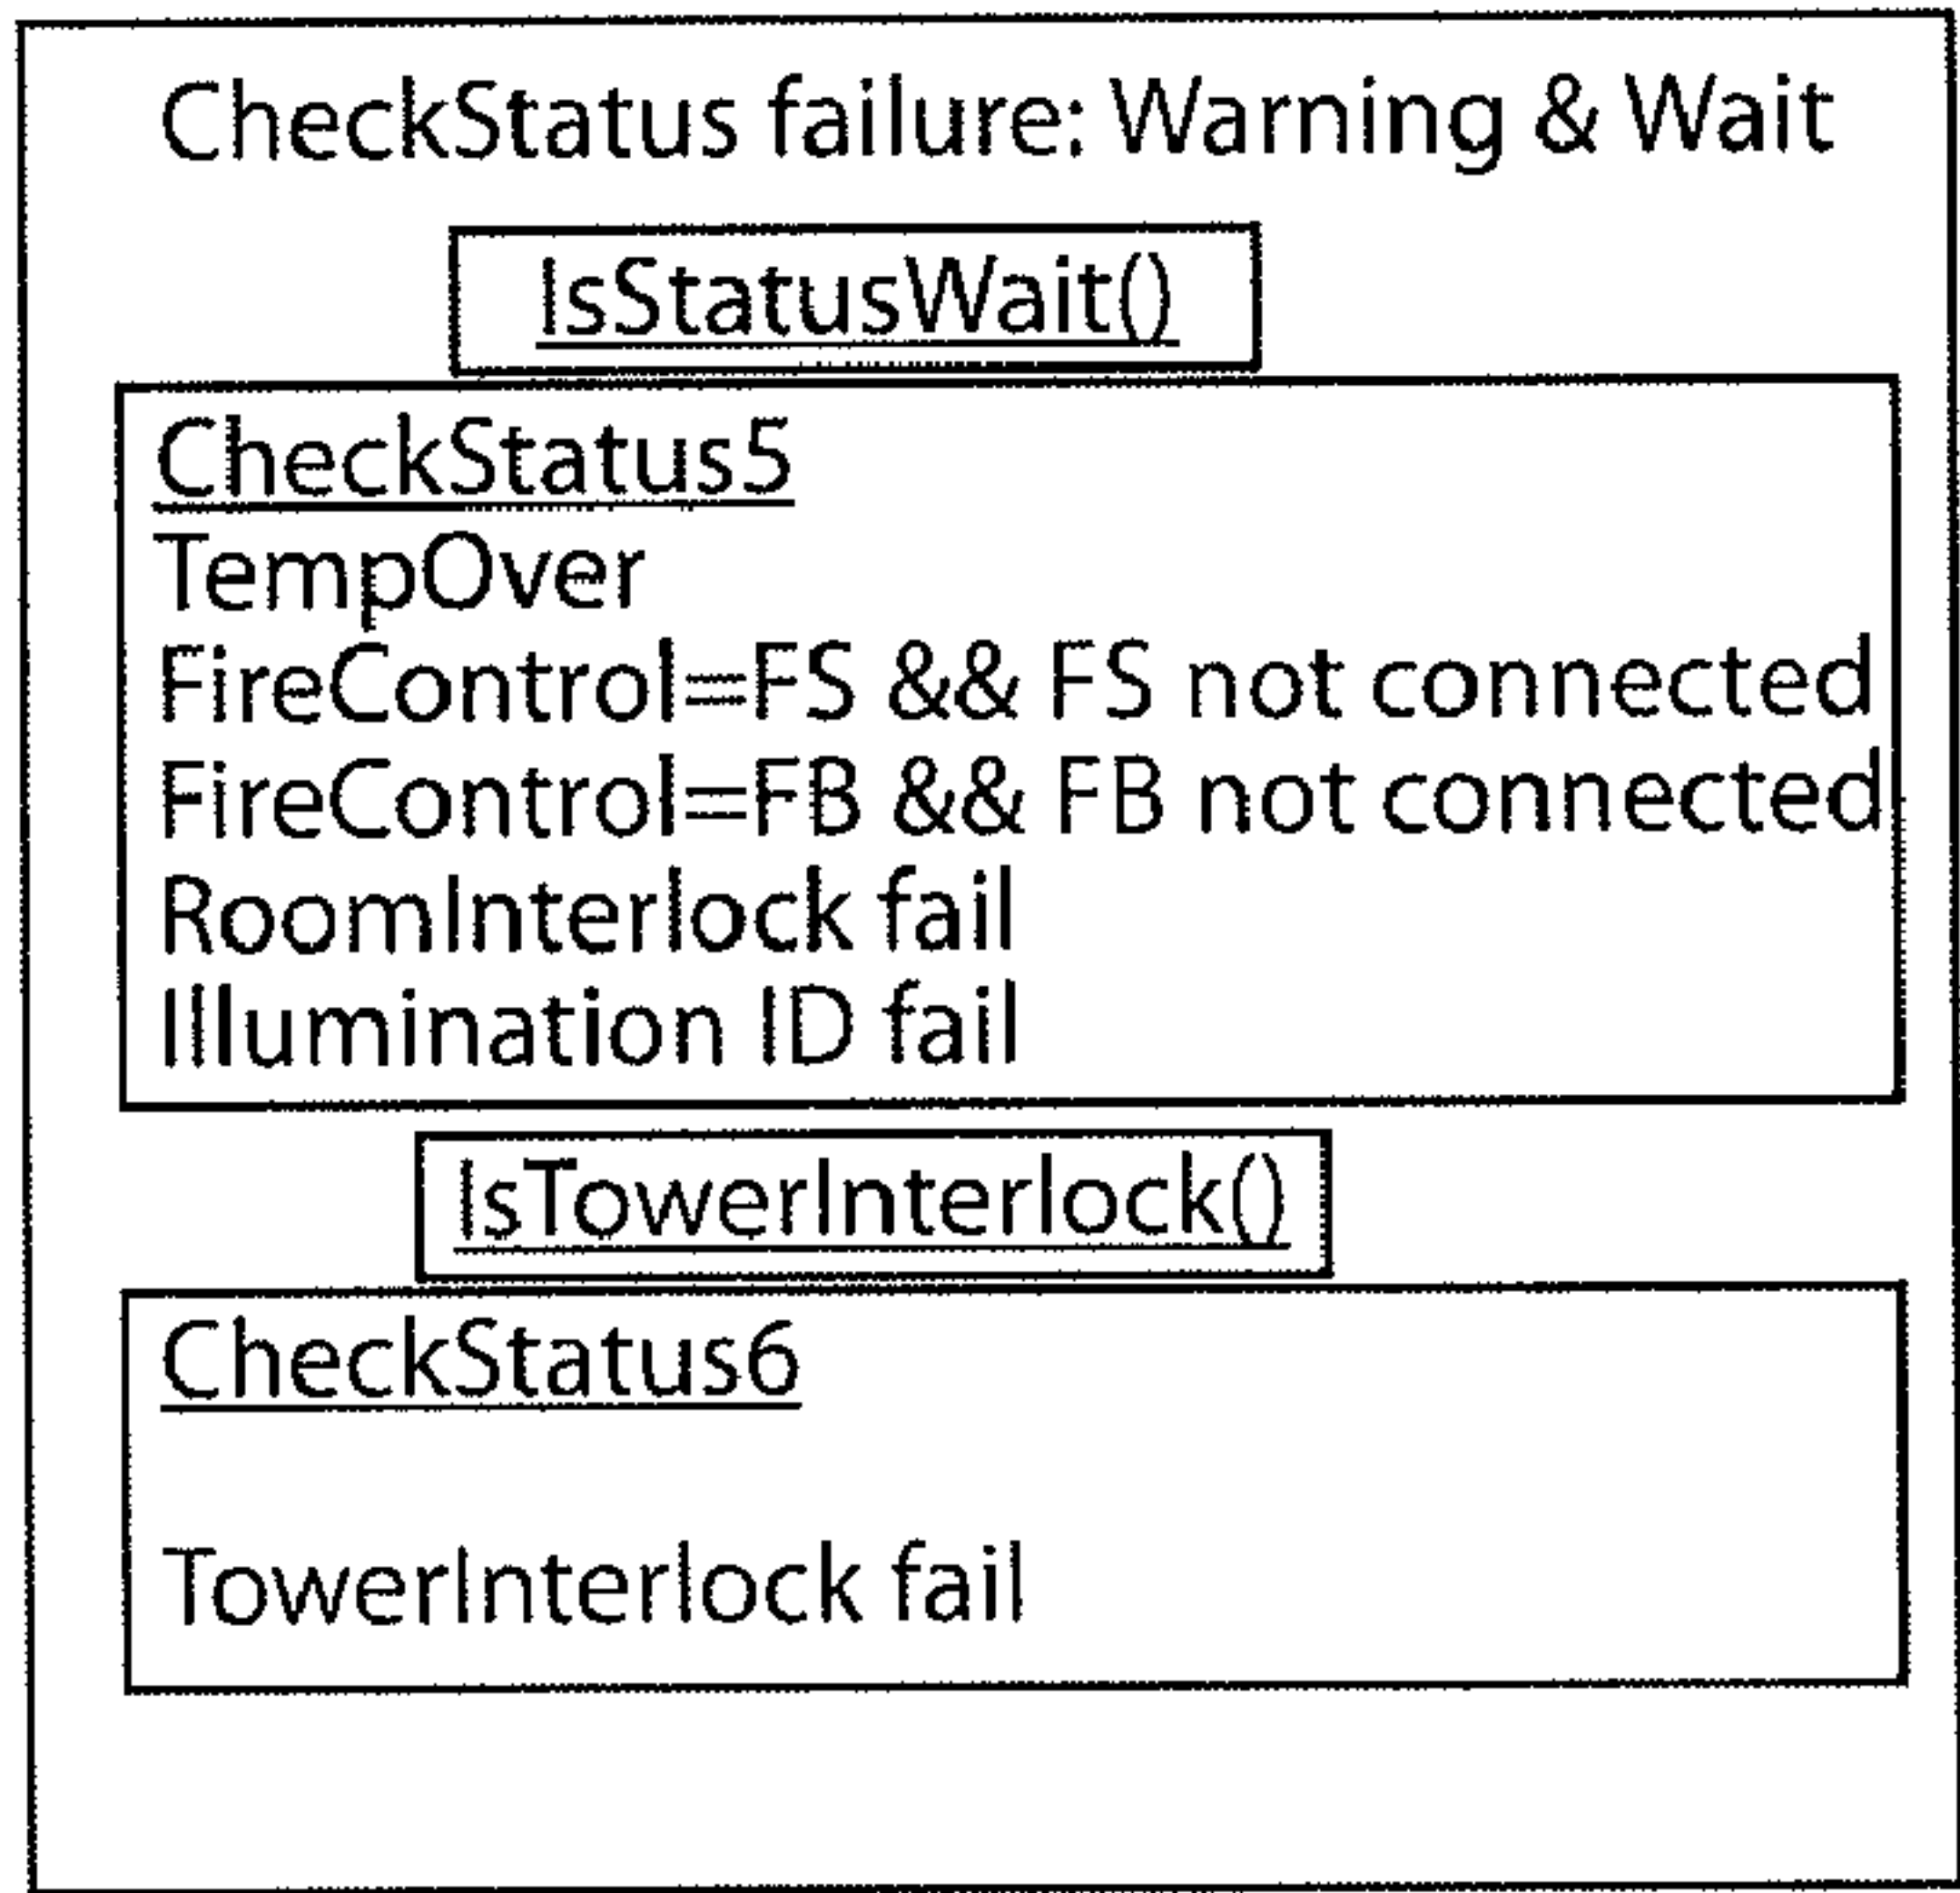 CheckStatus failure: Warning & Wait
IsStatusWait()
CheckStatus5
TempOver
FireControl=FS && FS not connected
FireControl=FB && FB not connected
RoomInterlock fail
Illumination ID fail
IsTowerInterlock()
CheckStatus6
TowerInterlock fail